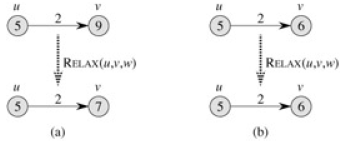 u v u v
5 2 9 5 2 6
RELAX(u,v,w) RELAX(u,v,w)
5 2 7 5 2 6
(a) (b)